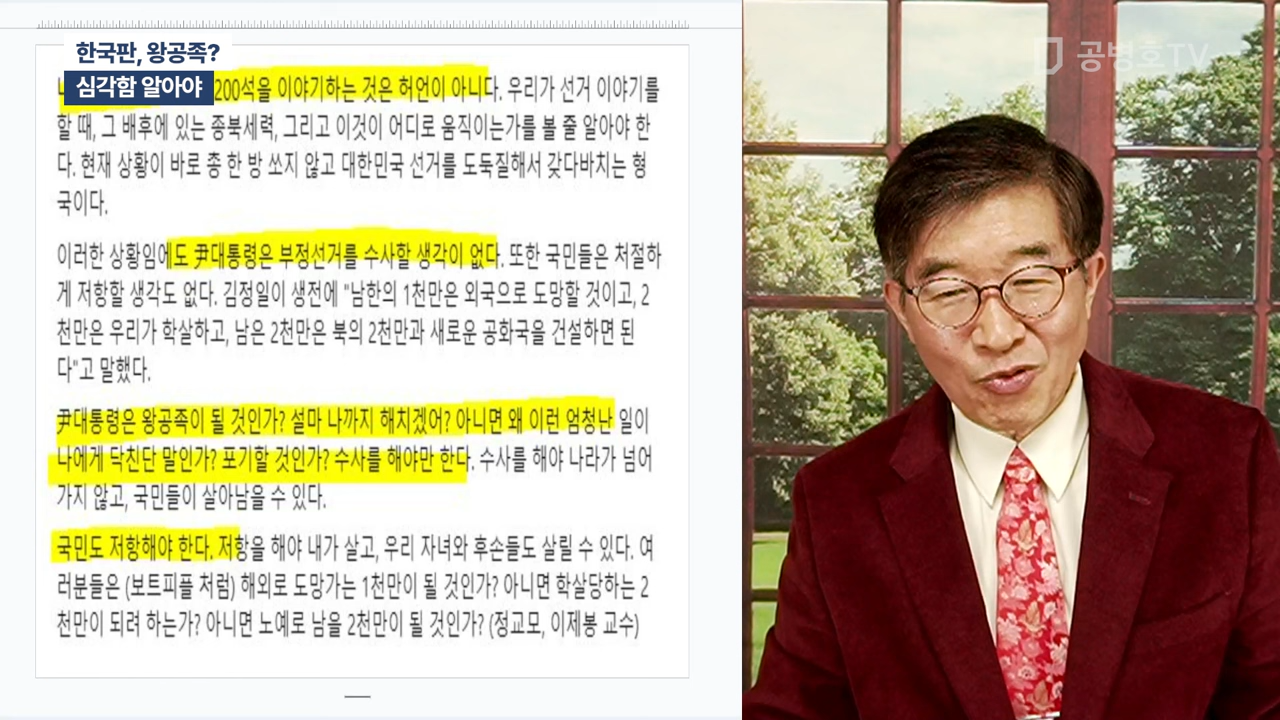 한국판, 왕공족?
심각함 알아야
200석을 이야기하는 것은 허언이 아니다. 우리가 선거 이야기를
할 때, 그 배후에 있는 종북세력, 그리고 이것이 어디로 움직이는가를 볼 줄 알아야 한
다. 현재 상황이 바로 총 한 방 쏘지 않고 대한민국 선거를 도둑질해서 갖다바치는 형
국이다.
이러한 상황임에도 尹대통령은 부정선거를 수사할 생각이 없다. 또한 국민들은 처절하
게 저항할 생각도 없다. 김정일이 생전에 "남한의 1천만은 외국으로 도망할 것이고, 2
천만은 우리가 학살하고, 남은 2천만은 북의 2천만과 새로운 공화국을 건설하면 된
다"고 말했다.
尹대통령은 왕공족이 될 것인가? 설마 나까지 해치겠어? 아니면 왜 이런 엄청난 일이
나에게 닥친단 말인가? 포기할 것인가? 수사를 해야만 한다. 수사를 해야 나라가 넘어
가지 않고, 국민들이 살아남을 수 있다.
국민도 저항해야 한다. 저항을 해야 내가 살고, 우리 자녀와 후손들도 살릴 수 있다. 여
러분들은 (보트피플 처럼) 해외로 도망가는 1천만이 될 것인가? 아니면 학살당하는 2
천만이 되려 하는가? 아니면 노예로 남을 2천만이 될 것인가? (정교모, 이제봉 교수)
공병호TV